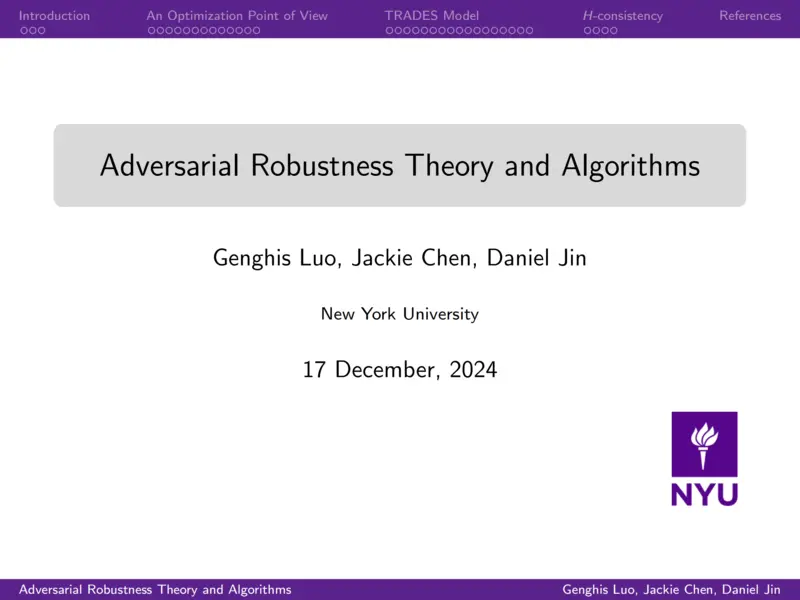 Introduction An Optimization Point of View TRADES Model H-consistency References
Adversarial Robustness Theory and Algorithms
Genghis Luo, Jackie Chen, Daniel Jin
New York University
17 December, 2024
NYU
Adversarial Robustness Theory and Algorithms Genghis Luo, Jackie Chen, Daniel Jin